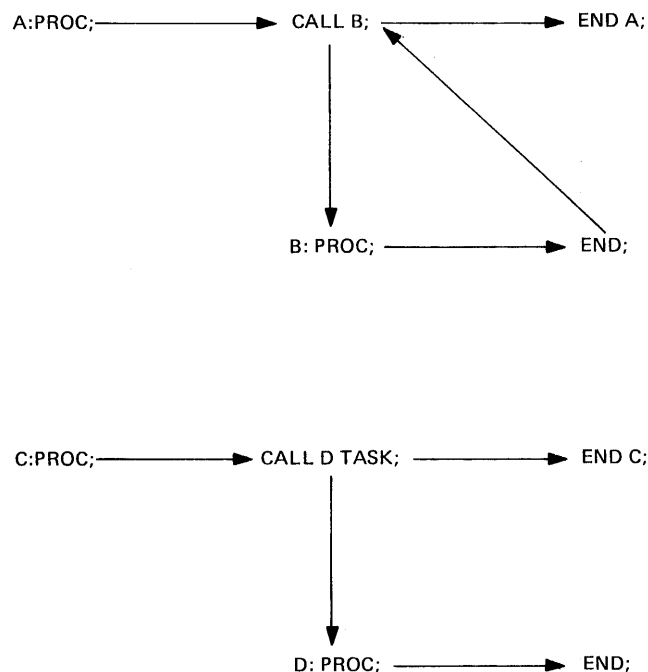 A:PROC; CALL B; END A;
B: PROC; END;
C:PROC; CALL D TASK; END C;
D: PROC; END;